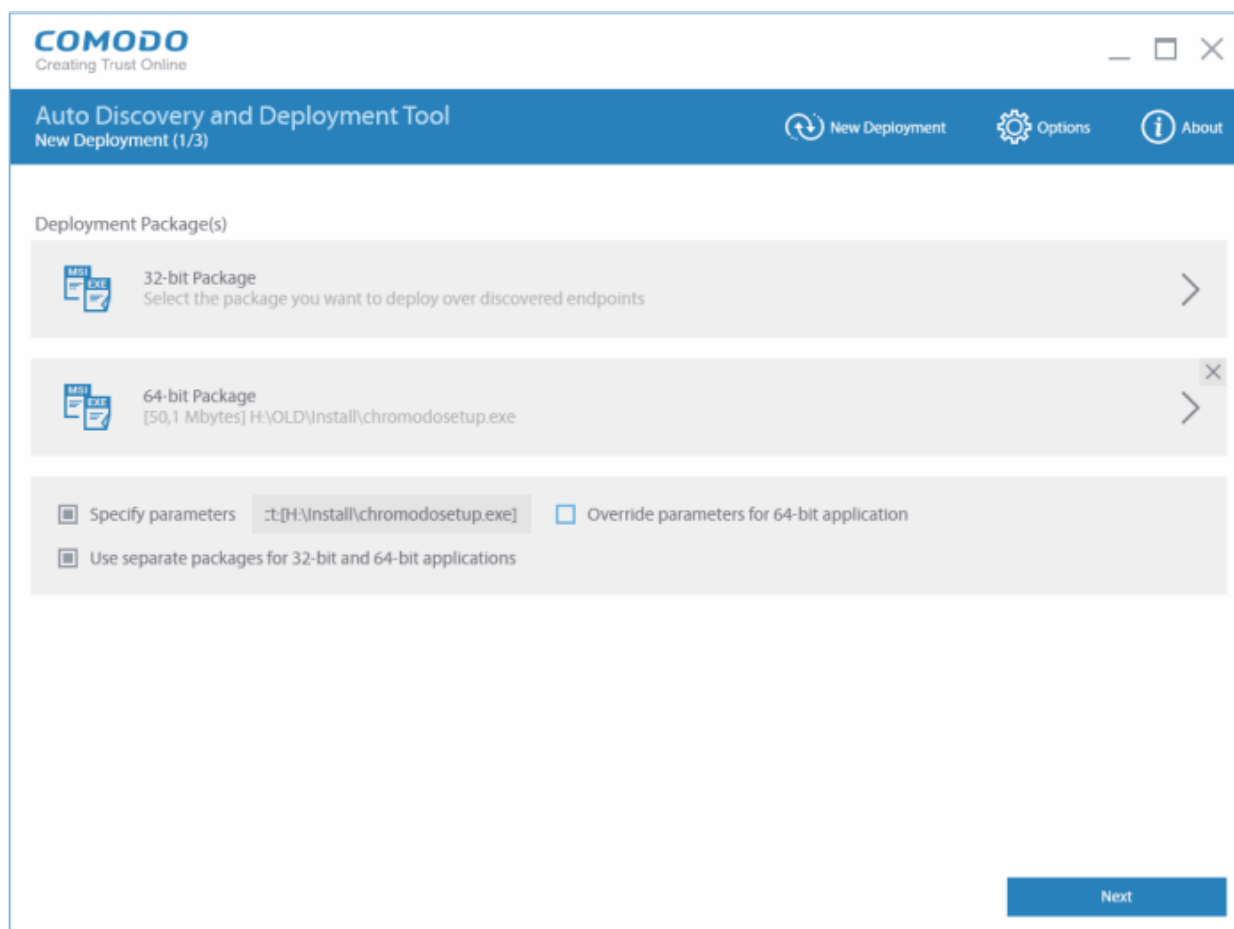 COMODO
Creating Trust Online
Auto Discovery and Deployment Tool
New Deployment (1/3)
New Deployment
Options
About
Deployment Package(s)
MSI
EXE
32-bit Package
Select the package you want to deploy over discovered endpoints
MSI
EXE
64-bit Package
[50,1 Mbytes] H:\OLD\Install\chromodosetup.exe
Specify parameters
:t:[H:\Install\chromodosetup.exe]
Override parameters for 64-bit application
Use separate packages for 32-bit and 64-bit applications
Next